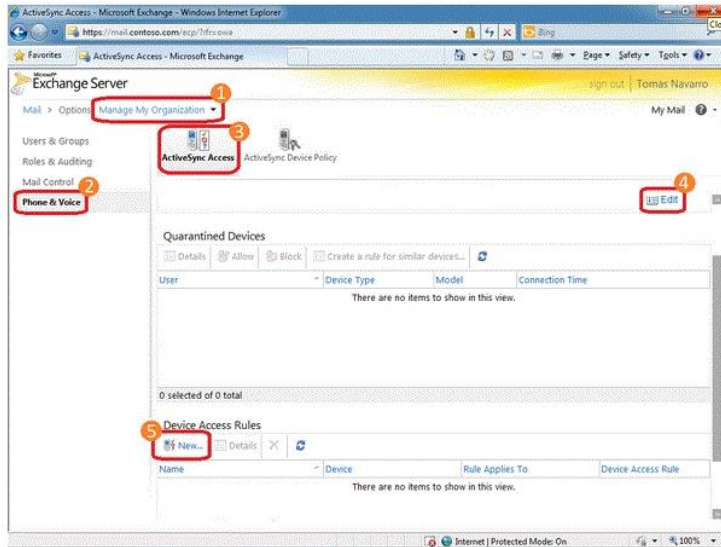 ActiveSync Access - Microsoft Exchange - Windows Internet Explorer
Clo
https://mail.contoso.com/ecp/?rfr=owa
Bing
Favorites
ActiveSync Access - Microsoft Exchange
Page
Safety
Tools
Microsoft
Exchange Server
sign out
Tomas Navarro
Mail > Options: Manage My Organization
1
My Mail
Users & Groups
Roles & Auditing
Mail Control
2
Phone & Voice
3
ActiveSync Access
ActiveSync Device Policy
4
Edit
Quarantined Devices
Details
Allow
Block
Create a rule for similar devices...
User
Device Type
Model
Connection Time
There are no items to show in this view.
0 selected of 0 total
Device Access Rules
5
New...
Details
Name
Device
Rule Applies To
Device Access Rule
There are no items to show in this view.
Internet | Protected Mode: On
100%